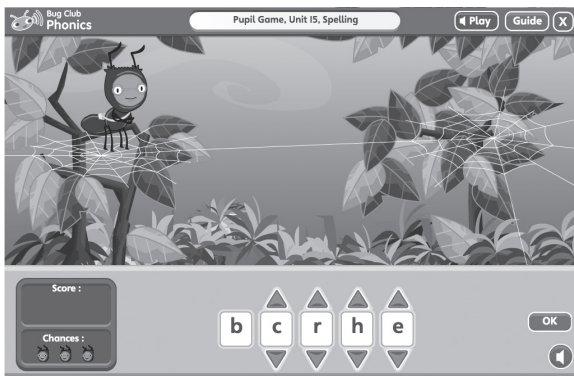 Bug Club
Phonics
Pupil Game, Unit 15, Spelling
Play
Guide
X
Score :
Chances :
b c r h e
OK